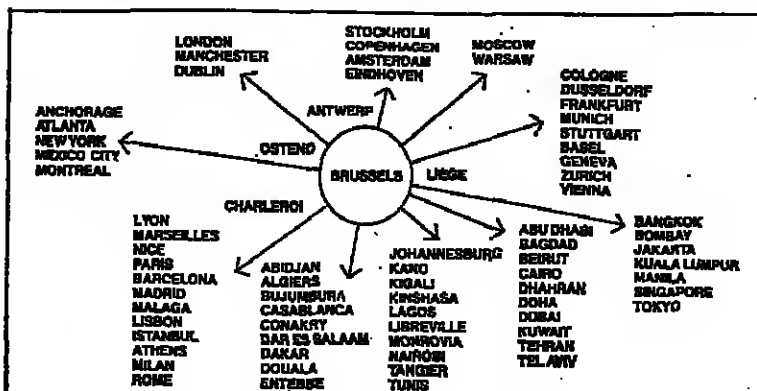 LONDON
MANCHESTER
DUBLIN
STOCKHOLM
COPENHAGEN
AMSTERDAM
EINDHOVEN
MOSCOW
WARSAW
COLOGNE
DUSSELDORF
FRANKFURT
MUNICH
STUTTGART
BASEL
GENEVA
ZURICH
VIENNA
ANCHORAGE
ATLANTA
NEW YORK
MEXICO CITY
MONTREAL
ANTWERP
OSTEND
BRUSSELS
LIEGE
CHARLEROI
LYON
MARSEILLES
NICE
PARIS
BARCELONA
MADRID
MALAGA
LISBON
ISTANBUL
ATHENS
MILAN
ROME
ABIDJAN
ALGIERS
BUJUMBURA
CASABLANCA
CONAKRY
DAR ES SALAAM
DAKAR
DOUALA
ENTEBBE
JOHANNESBURG
KANO
KIGALI
KINSHASA
LAGOS
LIBREVILLE
MONROVIA
NAIROBI
TANGIER
TUNIS
ABU DHABI
BAGDAD
BEIRUT
CAIRO
DHAHRAN
DOHA
DUBAI
KUWAIT
TEHRAN
TEL AVIV
BANGKOK
BOMBAY
JAKARTA
KUALA LUMPUR
MANILA
SINGAPORE
TOKYO